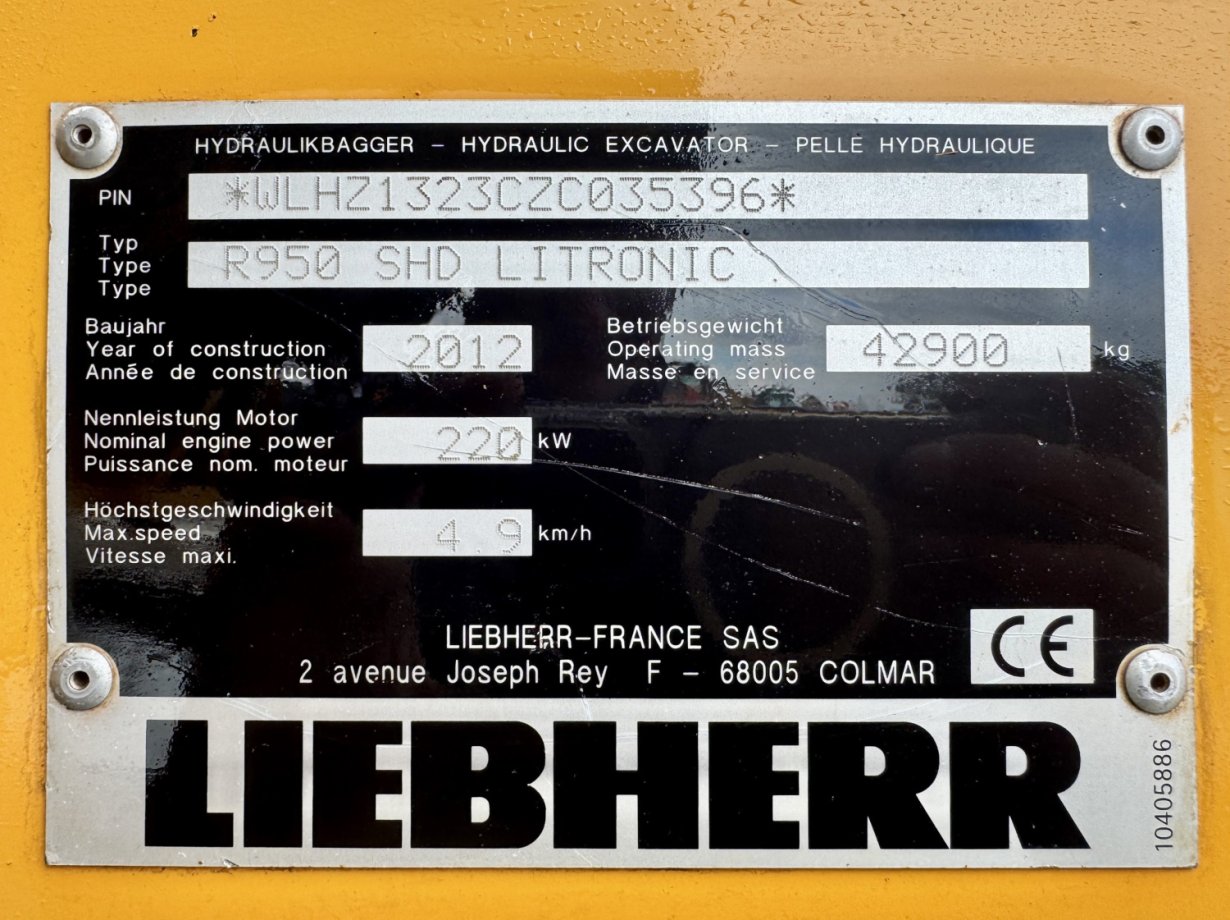 HYDRAULIKBAGGER – HYDRAULIC EXCAVATOR – PELLE HYDRAULIQUE
PIN *WLHZ1323CZC035396*
Typ
Type R950 SHD LITRONIC
Type
Baujahr
Year of construction 2012
Année de construction
Betriebsgewicht
Operating mass 42900 kg
Masse en service
Nennleistung Motor
Nominal engine power 220 kW
Puissance nom. moteur
Höchstgeschwindigkeit
Max.speed 4.9 km/h
Vitesse maxi.
LIEBHERR–FRANCE SAS
2 avenue Joseph Rey F – 68005 COLMAR
CE
LIEBHERR
10405886